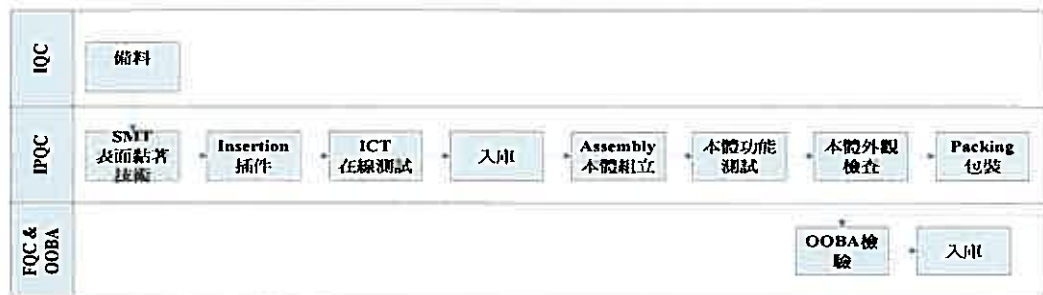 IQC
備料
IPQC
SMT
表面黏著
技術
Insertion
插件
ICT
在線測試
入庫
Assembly
本體組立
本體功能
測試
本體外觀
檢查
Packing
包裝
FQC &
OOBA
OOBA檢
驗
入庫